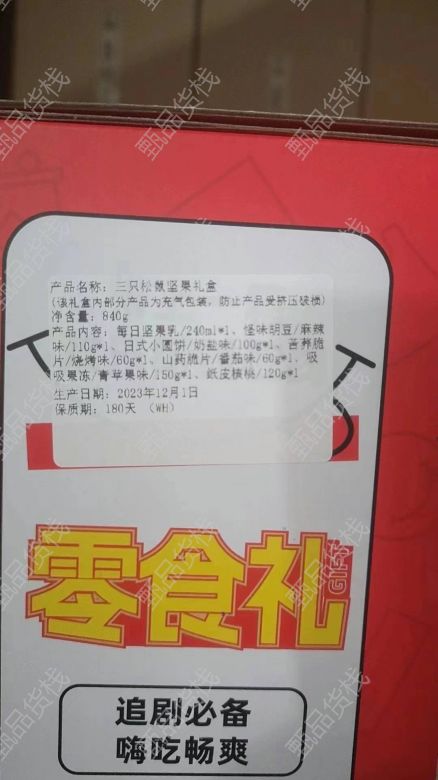 产品名称：三只松鼠坚果礼盒
(该礼盒内部分产品为充气包装，防止产品受挤压破损)
净含量：840g
产品内容：每日坚果乳/240ml*1、怪味胡豆/麻辣
味/110g*1、日式小圆饼/奶盐味/100g*1、苦荞脆
片/烧烤味/60g*1、山药脆片/番茄味/60g*1、吸
吸果冻/青苹果味/150g*1、纸皮核桃/120g*1
生产日期：2023年12月1日
保质期：180天 （WH）
零食礼
GIFT
追剧必备
嗨吃畅爽
甄品货栈